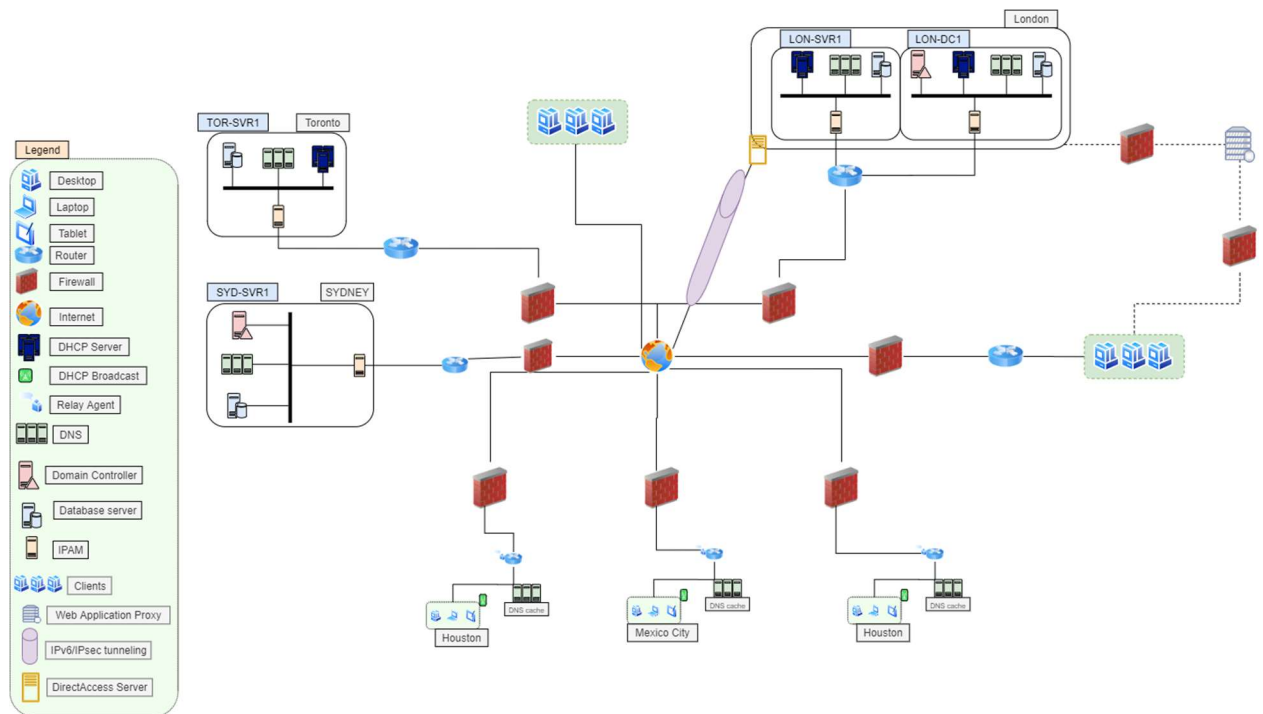 London
LON-SVR1
LON-DC1
TOR-SVR1
Toronto
Legend
Desktop
Laptop
Tablet
Router
Firewall
Internet
DHCP Server
DHCP Broadcast
Relay Agent
DNS
Domain Controller
Database server
IPAM
Clients
Web Application Proxy
IPv6/IPsec tunneling
DirectAccess Server
SYD-SVR1
SYDNEY
DNS cache
Houston
DNS cache
Mexico City
DNS cache
Houston